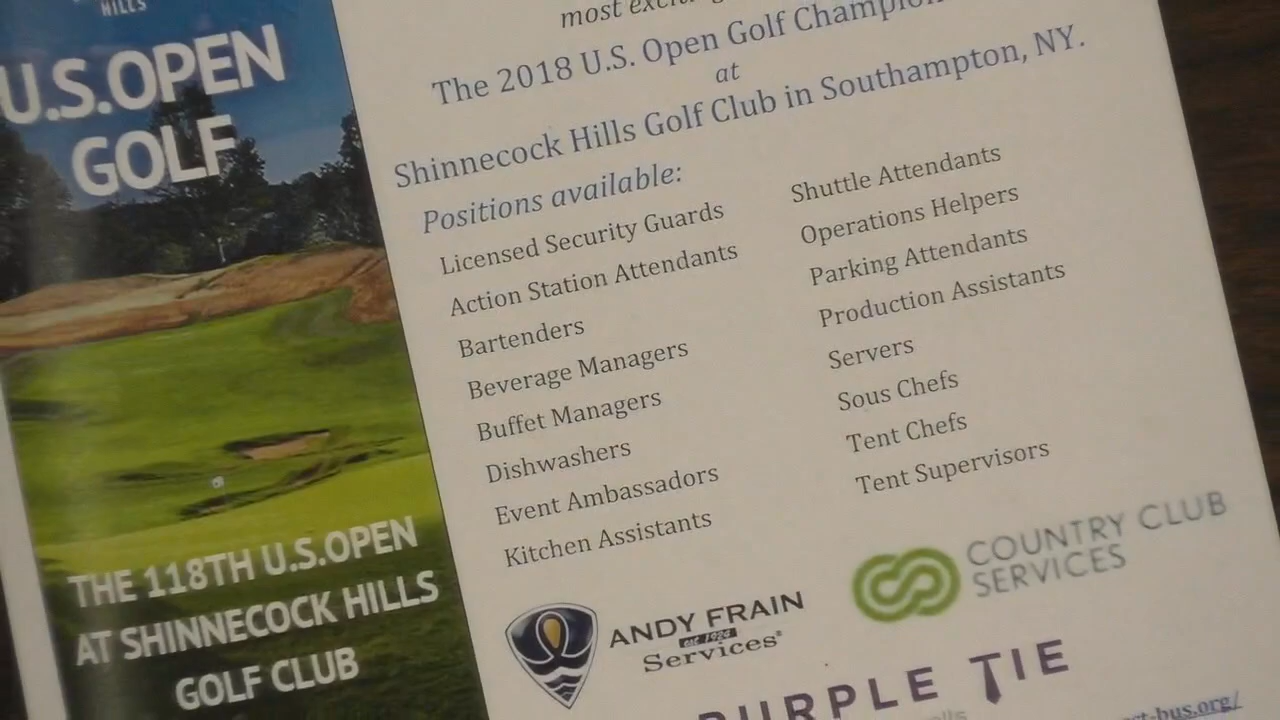 HILLS
U.S.OPEN
GOLF
THE 118TH U.S.OPEN
AT SHINNECOCK HILLS
GOLF CLUB
most
The 2018 U.S. Open Golf
at
Shinnecock Hills Golf Club in Southampton, NY.
Positions available:
Licensed Security Guards
Action Station Attendants
Bartenders
Beverage Managers
Buffet Managers
Dishwashers
Event Ambassadors
Kitchen Assistants
Shuttle Attendants
Operations Helpers
Parking Attendants
Production Assistants
Servers
Sous Chefs
Tent Chefs
Tent Supervisors
ANDY FRAIN
est 1924
Services
COUNTRY CLUB
SERVICES
PURPLE TIE